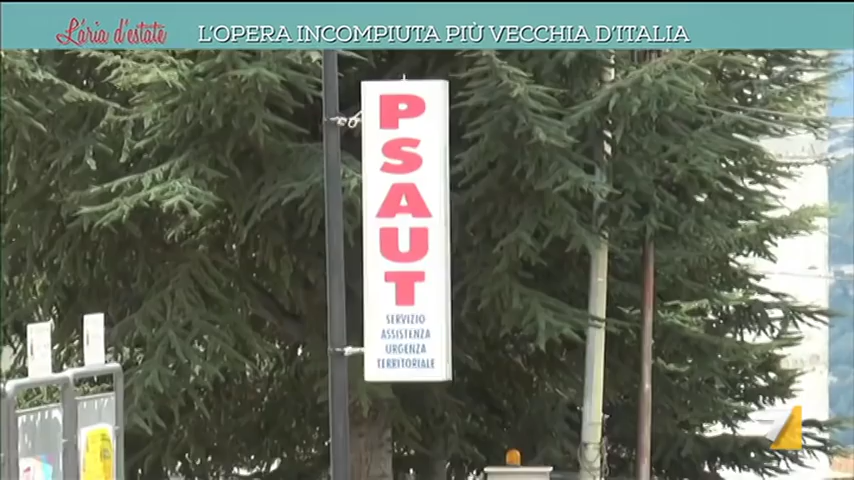 L'aria d'estate
L'OPERA INCOMPIUTA PIÙ VECCHIA D'ITALIA
PSAUT
SERVIZIO
ASSISTENZA
URGENZA
TERRITORIALE